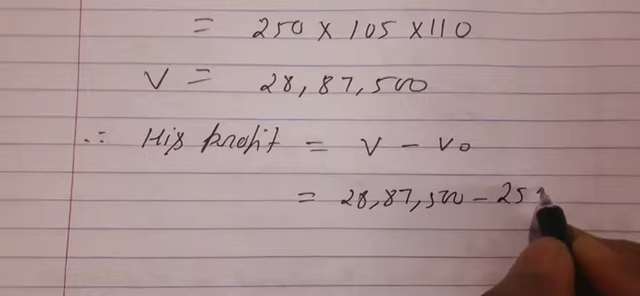 = 250 × 105 × 110
V = 28,87,500
∴ His profit = V - V₀
= 28,87,500 - 25